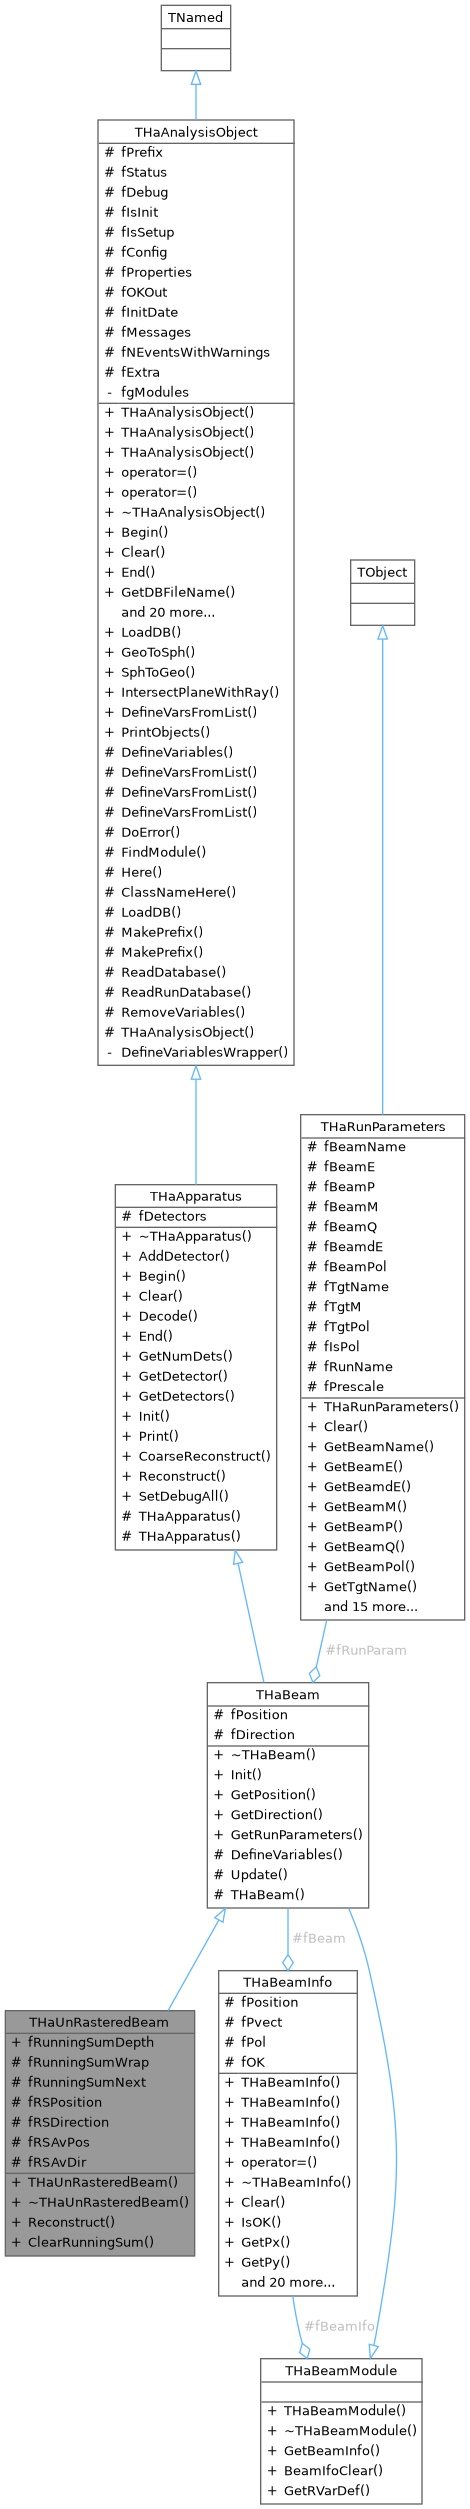 TNamed
THaAnalysisObject
# fPrefix
# fStatus
# fDebug
# fIsInit
# fIsSetup
# fConfig
# fProperties
# fOKOut
# fInitDate
# fMessages
# fNEventsWithWarnings
# fExtra
- fgModules
+ THaAnalysisObject()
+ THaAnalysisObject()
+ THaAnalysisObject()
+ operator=()
+ operator=()
+ ~THaAnalysisObject()
+ Begin()
+ Clear()
+ End()
+ GetDBFileName()
and 20 more...
+ LoadDB()
+ GeoToSph()
+ SphToGeo()
+ IntersectPlaneWithRay()
+ DefineVarsFromList()
+ PrintObjects()
# DefineVariables()
# DefineVarsFromList()
# DefineVarsFromList()
# DefineVarsFromList()
# DoError()
# FindModule()
# Here()
# ClassNameHere()
# LoadDB()
# MakePrefix()
# MakePrefix()
# ReadDatabase()
# ReadRunDatabase()
# RemoveVariables()
# THaAnalysisObject()
- DefineVariablesWrapper()
TObject
THaRunParameters
# fBeamName
# fBeamE
# fBeamP
# fBeamM
# fBeamQ
# fBeamdE
# fBeamPol
# fTgtName
# fTgtM
# fTgtPol
# fIsPol
# fRunName
# fPrescale
+ THaRunParameters()
+ Clear()
+ GetBeamName()
+ GetBeamE()
+ GetBeamdE()
+ GetBeamM()
+ GetBeamP()
+ GetBeamQ()
+ GetBeamPol()
+ GetTgtName()
and 15 more...
THaApparatus
# fDetectors
+ ~THaApparatus()
+ AddDetector()
+ Begin()
+ Clear()
+ Decode()
+ End()
+ GetNumDets()
+ GetDetector()
+ GetDetectors()
+ Init()
+ Print()
+ CoarseReconstruct()
+ Reconstruct()
+ SetDebugAll()
# THaApparatus()
# THaApparatus()
#fRunParam
THaBeam
# fPosition
# fDirection
+ ~THaBeam()
+ Init()
+ GetPosition()
+ GetDirection()
+ GetRunParameters()
# DefineVariables()
# Update()
# THaBeam()
#fBeam
THaUnRasteredBeam
+ fRunningSumDepth
# fRunningSumWrap
# fRunningSumNext
# fRSPosition
# fRSDirection
# fRSAvPos
# fRSAvDir
+ THaUnRasteredBeam()
+ ~THaUnRasteredBeam()
+ Reconstruct()
+ ClearRunningSum()
THaBeamInfo
# fPosition
# fPvect
# fPol
# fOK
+ THaBeamInfo()
+ THaBeamInfo()
+ THaBeamInfo()
+ THaBeamInfo()
+ operator=()
+ ~THaBeamInfo()
+ Clear()
+ IsOK()
+ GetPx()
+ GetPy()
and 20 more...
#fBeamIfo
THaBeamModule
+ THaBeamModule()
+ ~THaBeamModule()
+ GetBeamInfo()
+ BeamIfoClear()
+ GetRVarDef()